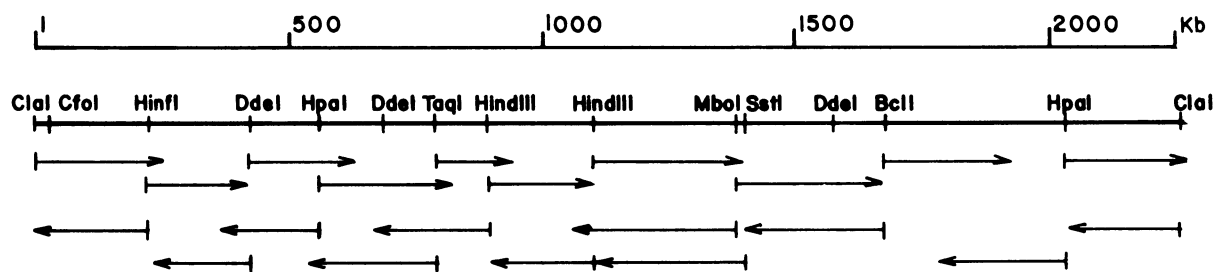 1 500 1000 1500 2000 Kb
ClaI CfoI HinfI DdeI HpaI DdeI TaqI HindIII HindIII MboI SstI DdeI BclI HpaI ClaI